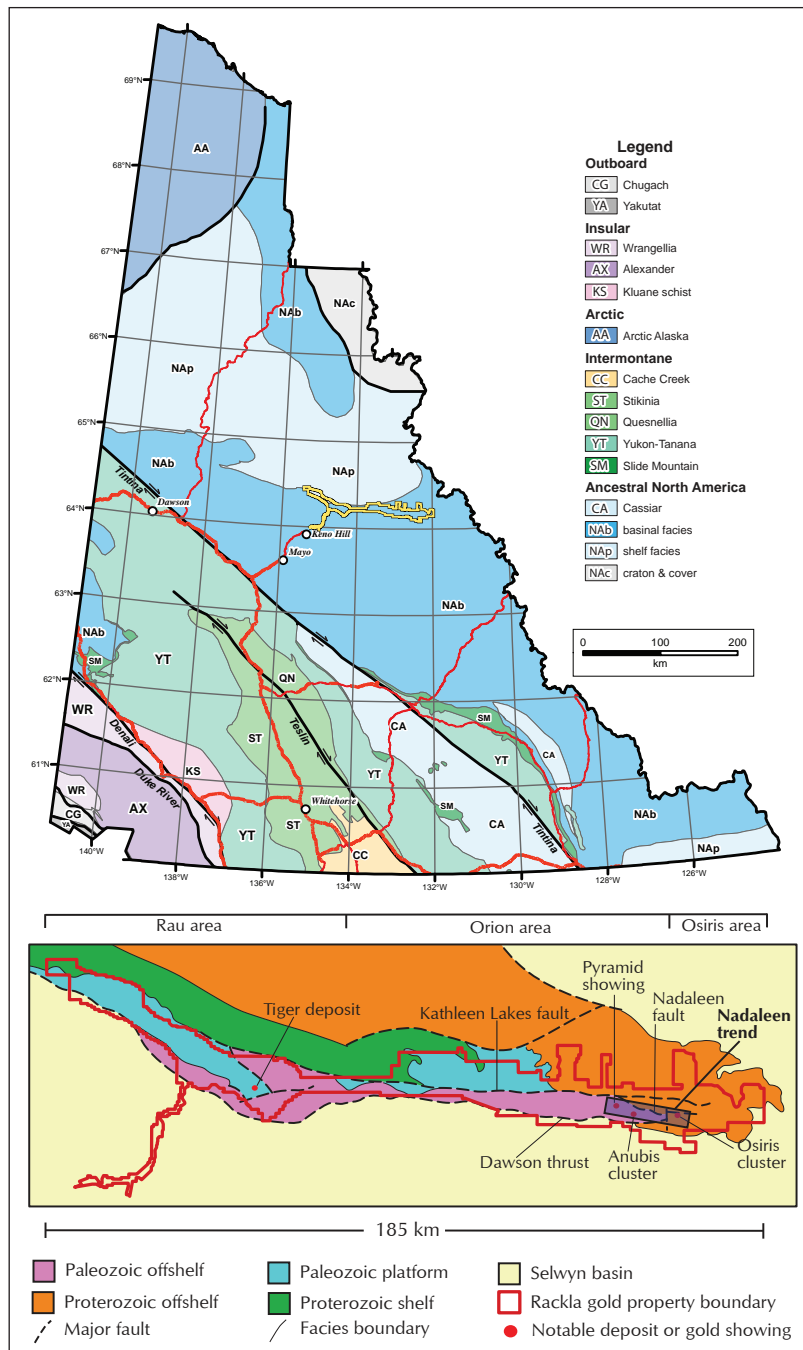 69°N
68°N
67°N
66°N
65°N
64°N
63°N
62°N
61°N
140°W
138°W
136°W
134°W
132°W
130°W
128°W
126°W
AA
NAc
NAb
NAp
NAb
NAp
Tintina
Dawson
Keno Hill
Mayo
NAb
NAb
SM
YT
QN
WR
Denali
ST
Teslin
CA
SM
CA
YT
KS
YT
Duke River
WR
AX
SM
Whitehorse
CG
YA
YT
ST
CC
CA
Tintina
NAb
NAp
Legend
Outboard
CG Chugach
YA Yakutat
Insular
WR Wrangellia
AX Alexander
KS Kluane schist
Arctic
AA Arctic Alaska
Intermontane
CC Cache Creek
ST Stikinia
QN Quesnellia
YT Yukon-Tanana
SM Slide Mountain
Ancestral North America
CA Cassiar
NAb basinal facies
NAp shelf facies
NAc craton & cover
0 100 200
km
Rau area
Orion area
Osiris area
Pyramid
showing
Tiger deposit
Kathleen Lakes fault
Nadaleen
fault
Nadaleen
trend
Dawson thrust
Anubis
cluster
Osiris
cluster
185 km
Paleozoic offshelf
Paleozoic platform
Selwyn basin
Proterozoic offshelf
Proterozoic shelf
Rackla gold property boundary
Major fault
Facies boundary
Notable deposit or gold showing